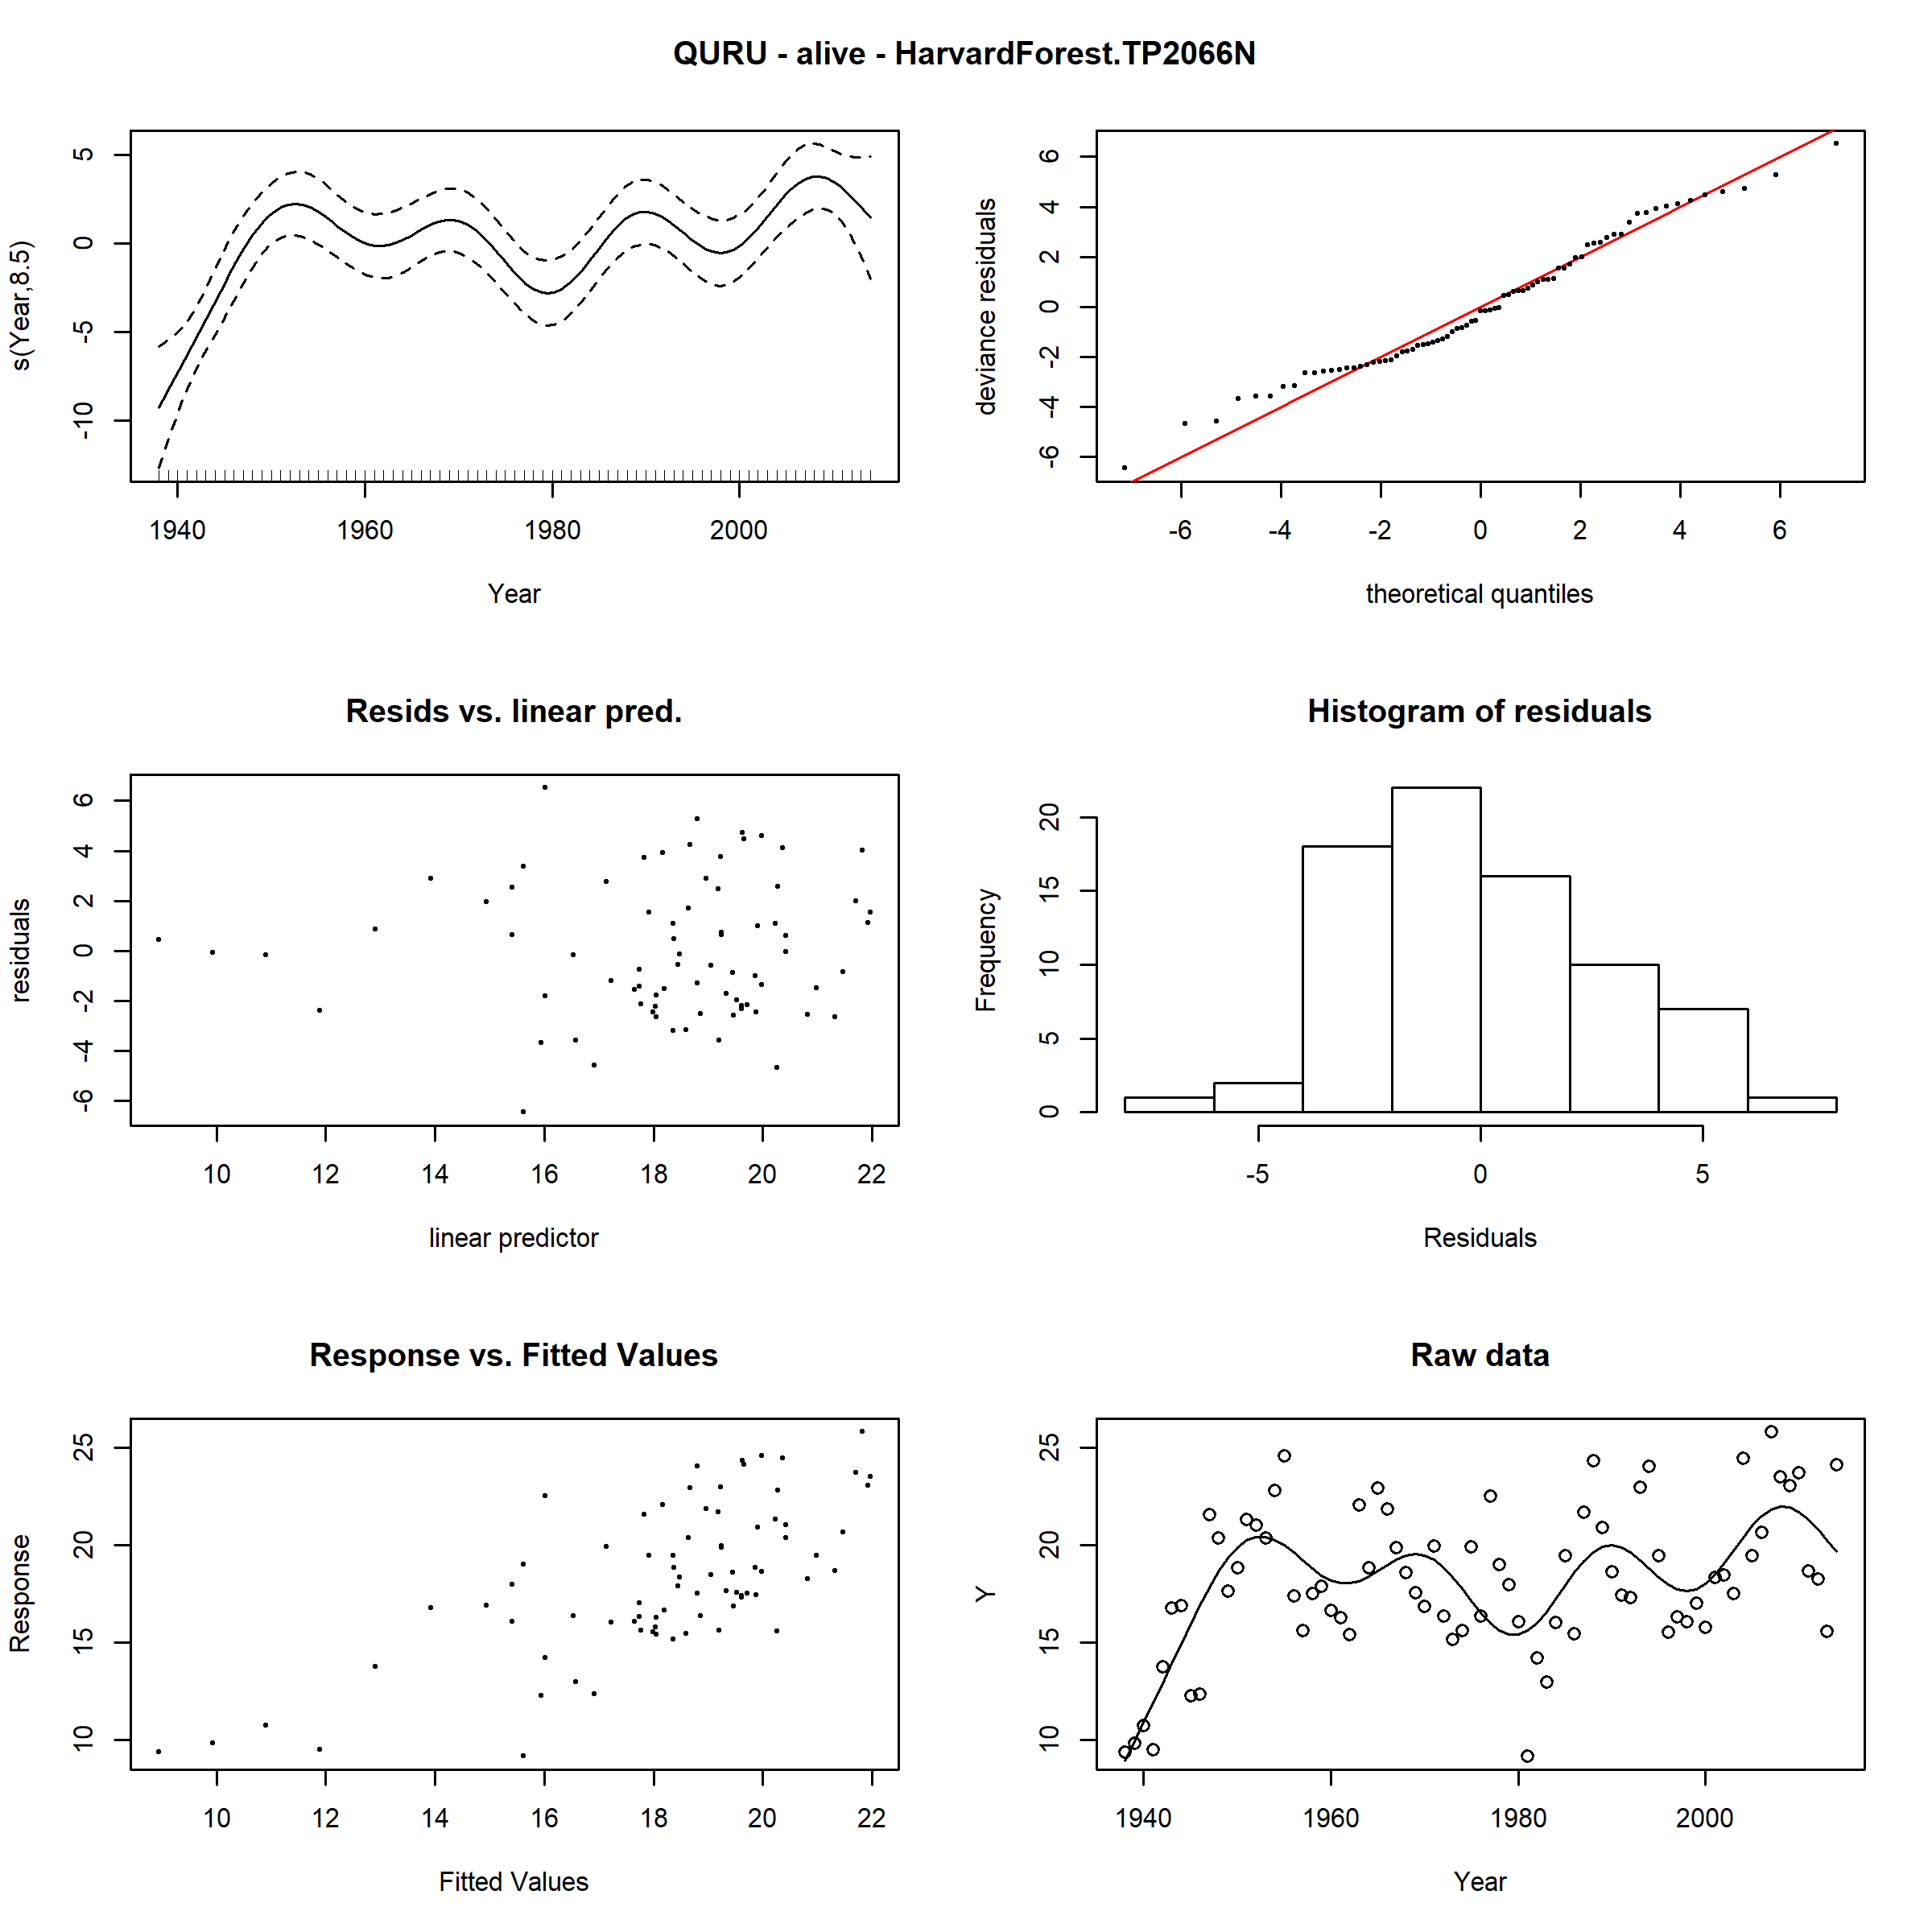 QURU - alive - HarvardForest.TP2066N
s(Year,8.5)
5
0
-5
-10
1940 1960 1980 2000
Year
deviance residuals
6
4
2
0
-2
-4
-6
-6 -4 -2 0 2 4 6
theoretical quantiles
Resids vs. linear pred.
residuals
6
4
2
0
-2
-4
-6
10 12 14 16 18 20 22
linear predictor
Histogram of residuals
Frequency
20
15
10
5
0
-5 0 5
Residuals
Response vs. Fitted Values
Response
25
20
15
10
10 12 14 16 18 20 22
Fitted Values
Raw data
Y
25
20
15
10
1940 1960 1980 2000
Year